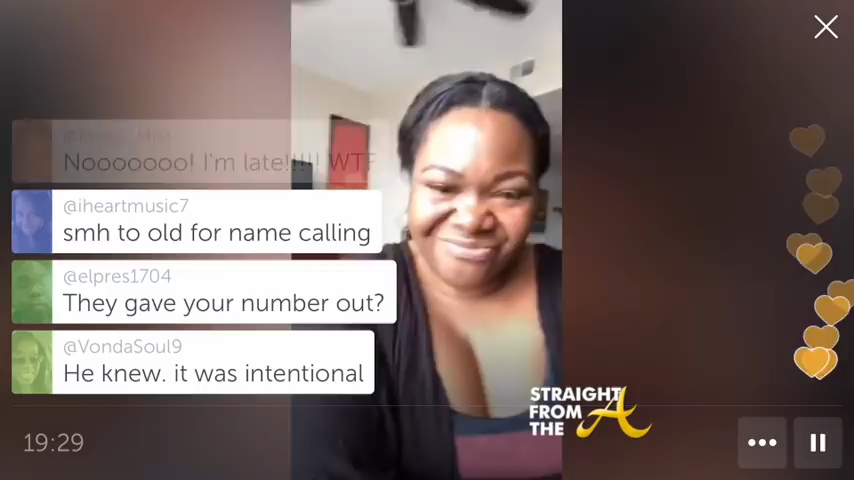 Nooooooo! I'm late!!!!! WTF
@iheartmusic7
smh to old for name calling
@elpres1704
They gave your number out?
@VondaSoul9
He knew. it was intentional
STRAIGHT
FROM
THE A
19:29